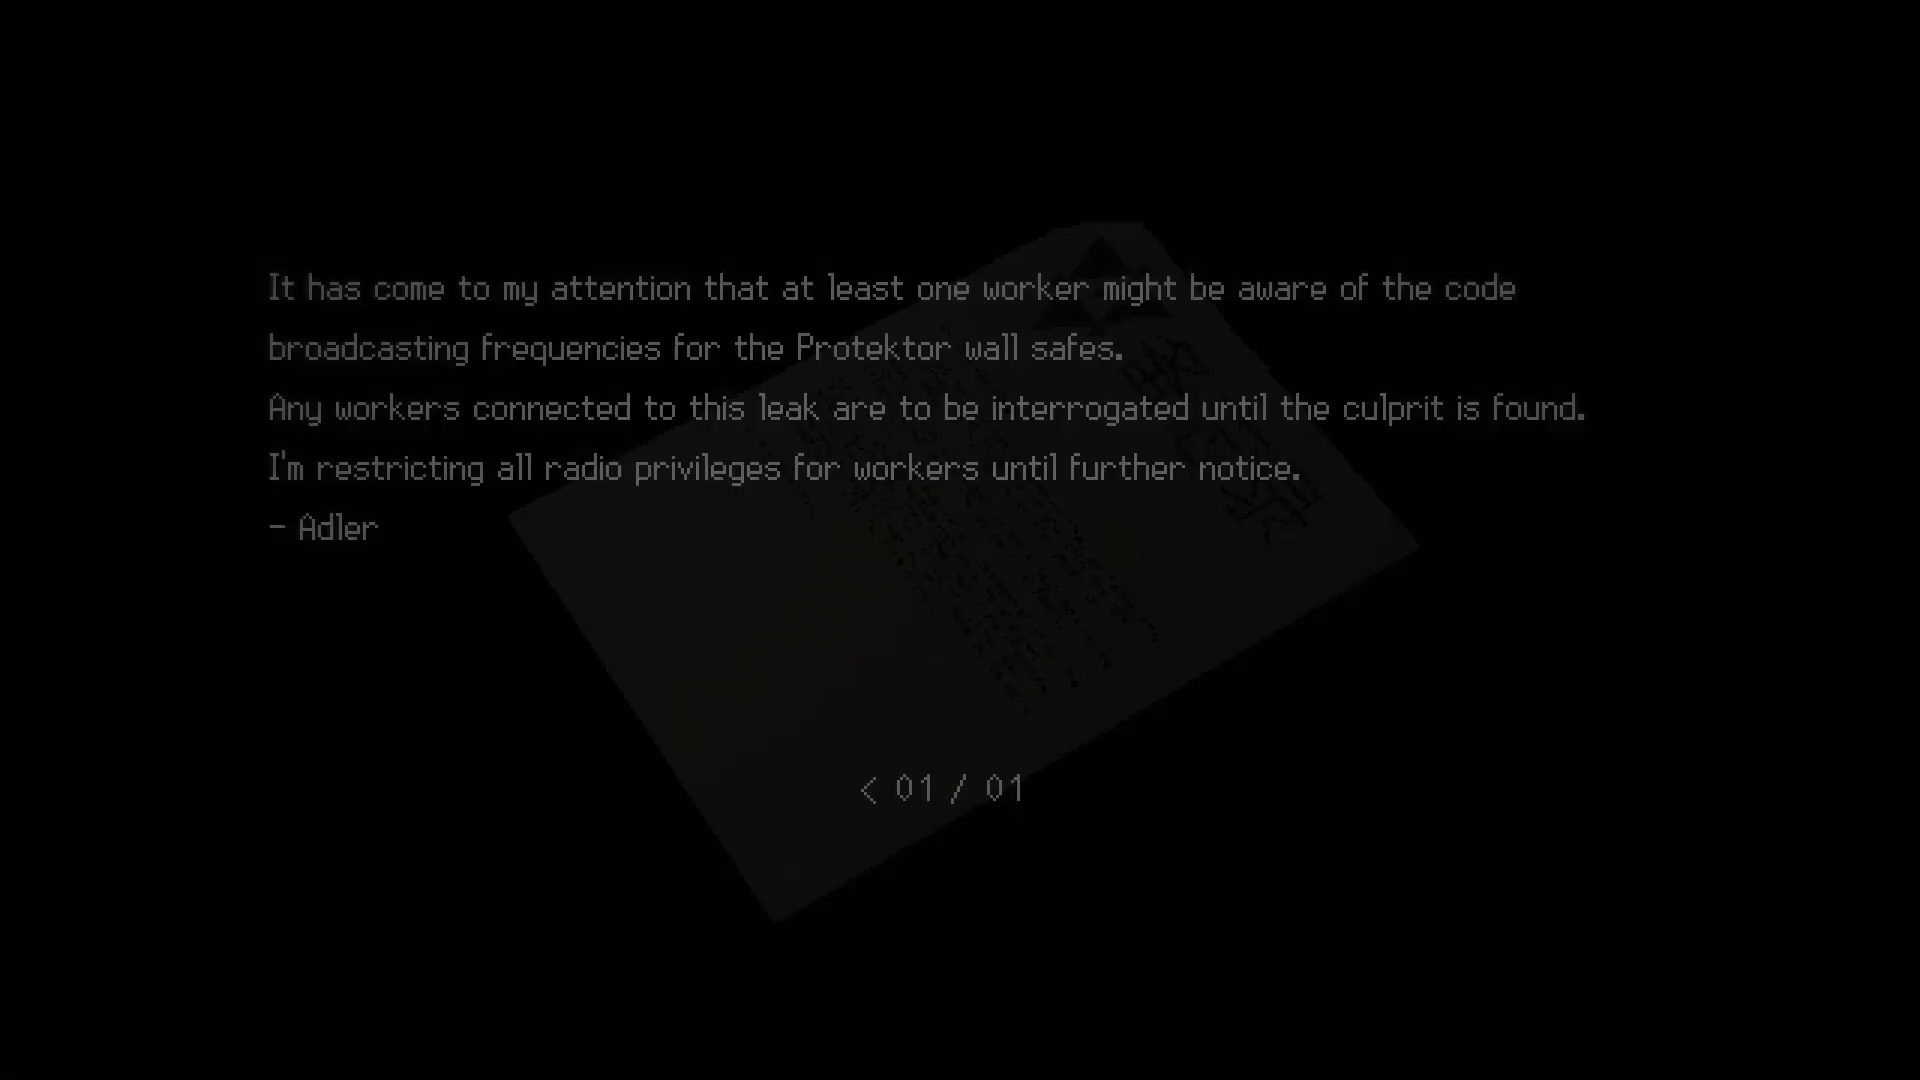 It has come to my attention that at least one worker might be aware of the code
broadcasting frequencies for the Protektor wall safes.
Any workers connected to this leak are to be interrogated until the culprit is found.
I'm restricting all radio privileges for workers until further notice.
- Adler
< 01 / 01